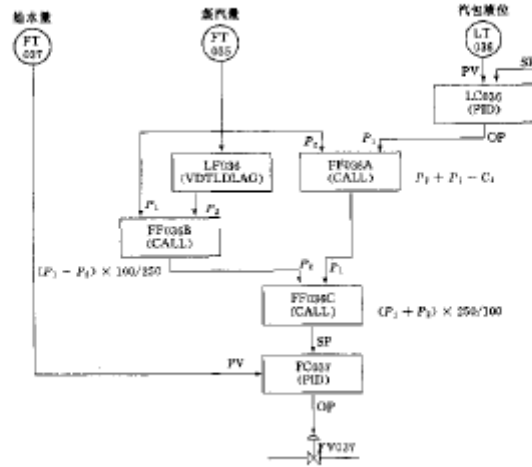 给水量
蒸汽量
汽包液位
FT
037
FT
035
LT
036
PV
SP
LC036
(PID)
OP
P₂
P₁
LF036
(VDTLDLAG)
FF036A
(CALL)
P₂ + P₁ − C₁
P₁
P₂
FF036B
(CALL)
(P₁ − P₂) × 100/250
P₂
P₁
FF036C
(CALL)
(P₁ + P₂) × 250/100
SP
PV
FC037
(PID)
OP
FV037